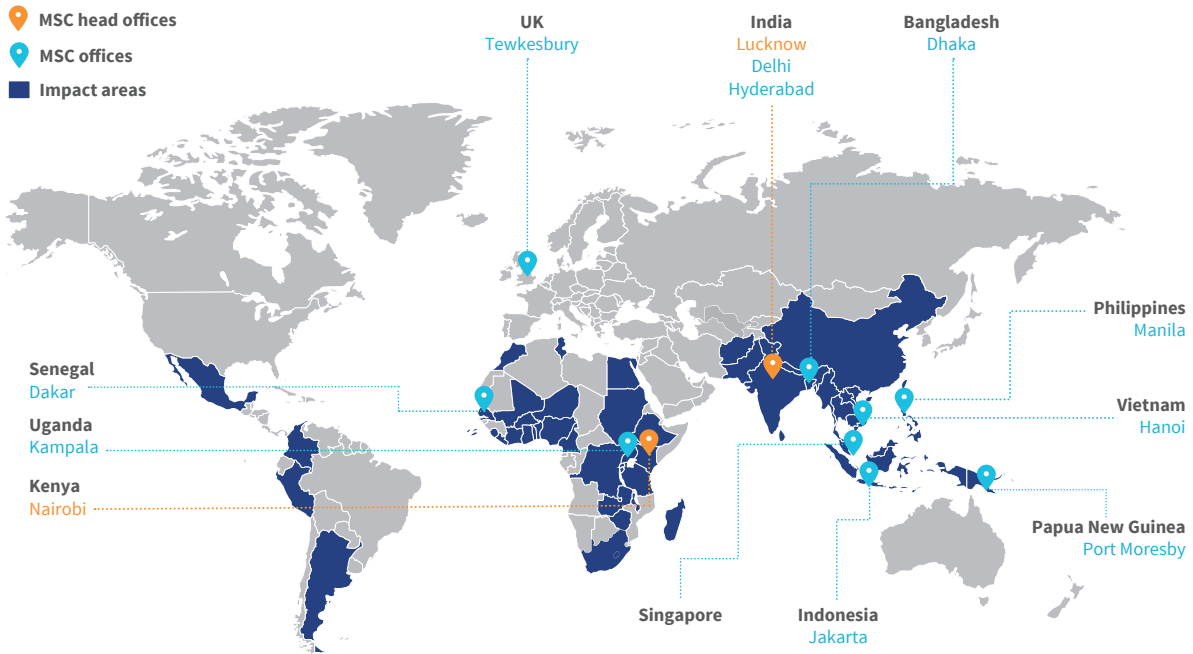 MSC head offices
MSC offices
Impact areas
UK
Tewkesbury
India
Lucknow
Delhi
Hyderabad
Bangladesh
Dhaka
Philippines
Manila
Senegal
Dakar
Vietnam
Hanoi
Uganda
Kampala
Kenya
Nairobi
Papua New Guinea
Port Moresby
Singapore
Indonesia
Jakarta